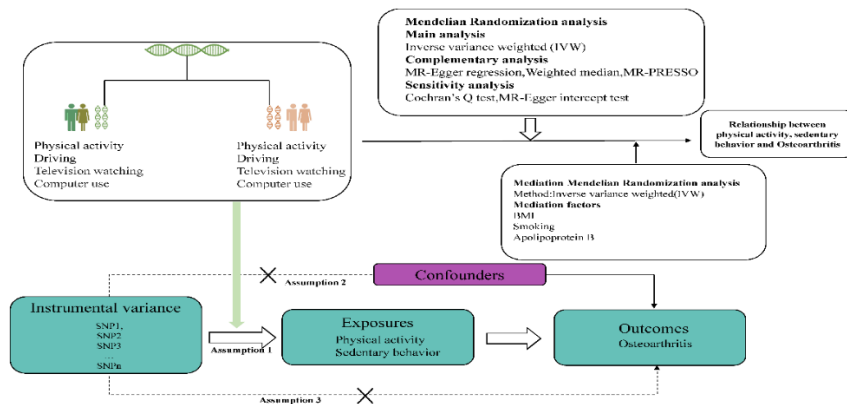 Mendelian Randomization analysis
Main analysis
Inverse variance weighted (IVW)
Complementary analysis
MR-Egger regression,Weighted median,MR-PRESSO
Sensitivity analysis
Cochran's Q test,MR-Egger intercept test
Physical activity
Driving
Television watching
Computer use
Physical activity
Driving
Television watching
Computer use
Relationship between
physical activity, sedentary
behavior and Osteoarthritis
Mediation Mendelian Randomization analysis
Method:Inverse variance weighted(IVW)
Mediation factors
BMI
Smoking
Apolipoprotein B
Confounders
Assumption 2
Instrumental variance
SNP1,
SNP2
SNP3
...
SNPn
Assumption 1
Exposures
Physical activity
Sedentary behavior
Outcomes
Osteoarthritis
Assumption 3